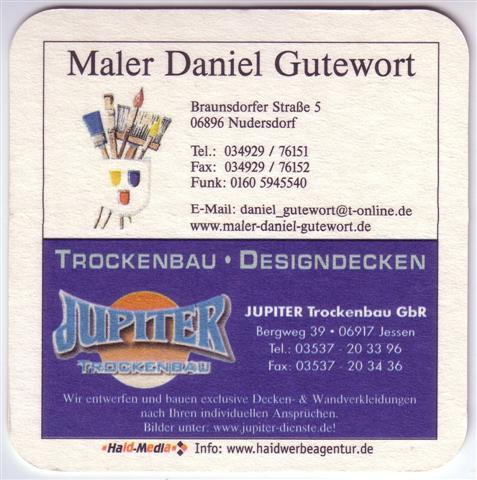 Maler Daniel Gutewort
Braunsdorfer Straße 5
06896 Nudersdorf
Tel.: 034929 / 76151
Fax: 034929 / 76152
Funk: 0160 5945540
E-Mail: daniel_gutewort@t-online.de
www.maler-daniel-gutewort.de
TROCKENBAU • DESIGNDECKEN
JUPITER
TROCKENBAU
JUPITER Trockenbau GbR
Bergweg 39 • 06917 Jessen
Tel.: 03537 - 20 33 96
Fax: 03537 - 20 34 36
Wir entwerfen und bauen exclusive Decken- & Wandverkleidungen
nach Ihren individuellen Ansprüchen.
Bilder unter: www.jupiter-dienste.de!
Haid-Media Info: www.haidwerbeagentur.de